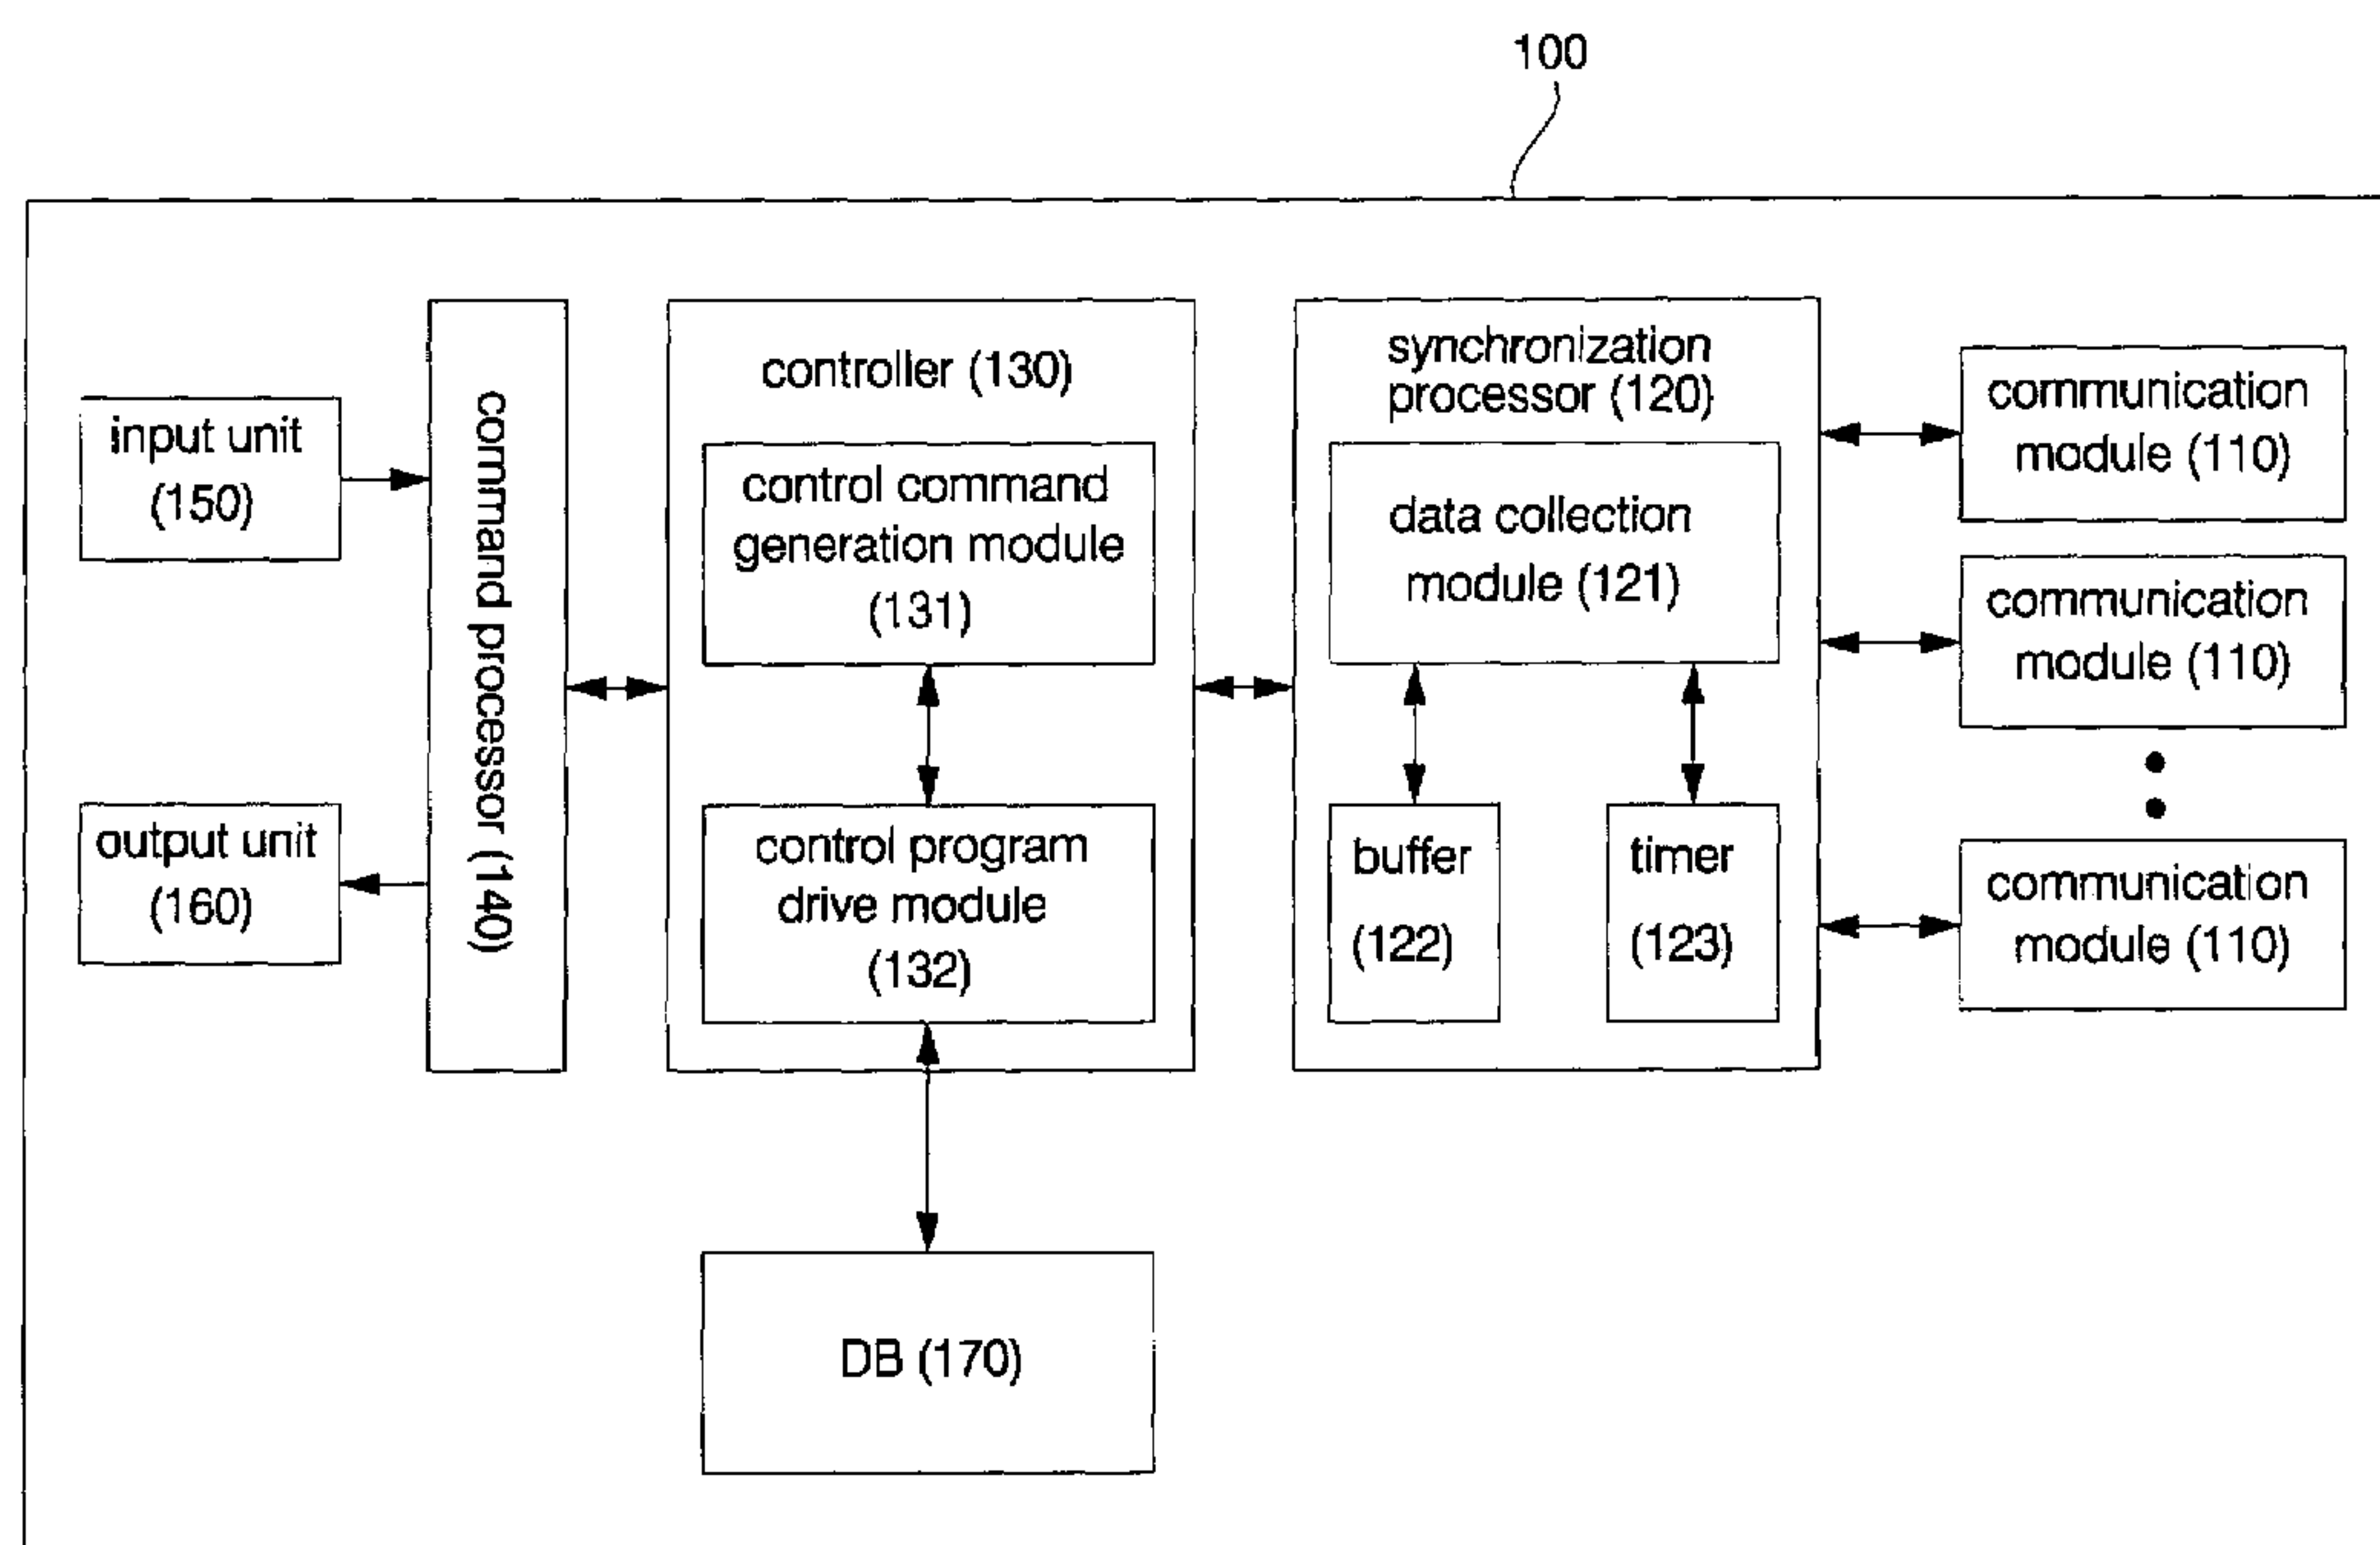 100
input unit
(150)
output unit
(160)
command processor (140)
controller (130)
control command
generation module
(131)
control program
drive module
(132)
DB (170)
synchronization
processor (120)
data collection
module (121)
buffer
(122)
timer
(123)
communication
module (110)
communication
module (110)
communication
module (110)